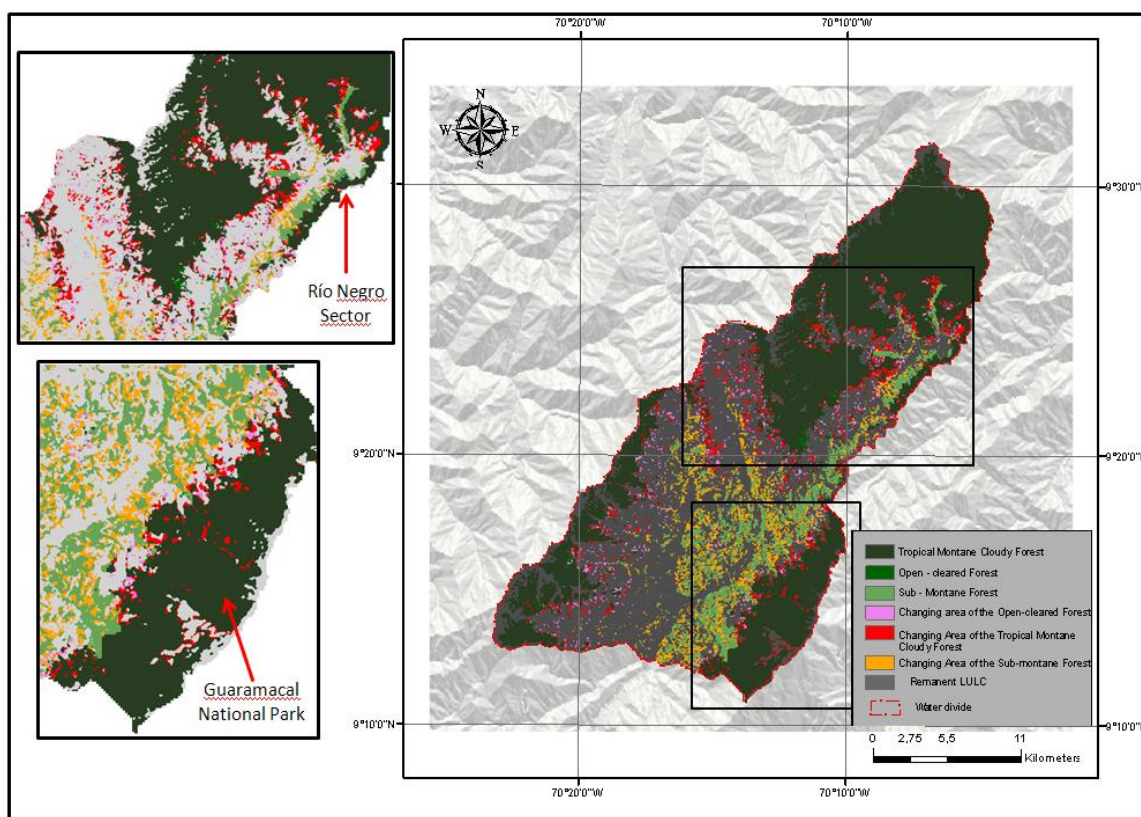 70°20'0"W
70°10'0"W
N
W
E
S
9°30'0"N
Río Negro
Sector
9°20'0"N
Tropical Montane Cloudy Forest
Open - cleared Forest
Sub - Montane Forest
Changing area of the Open-cleared Forest
Changing Area of the Tropical Montane
Cloudy Forest
Changing Area of the Sub-montane Forest
Remanent LULC
Water divide
Guaramacal
National Park
9°10'0"N
9°10'0"N
0 2,75 5,5 11
Kilometers
70°20'0"W
70°10'0"W